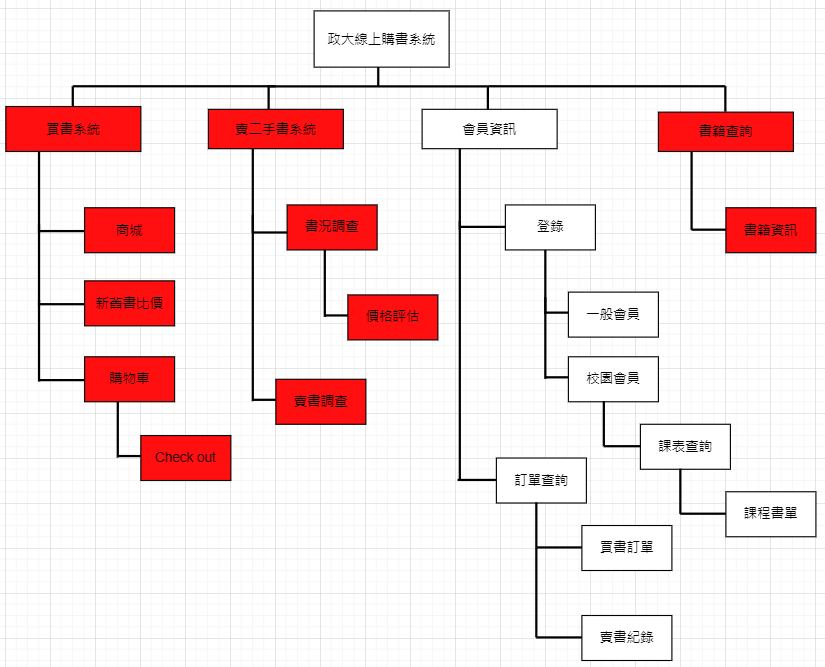 政大線上購書系統
買書系統
賣二手書系統
會員資訊
書籍查詢
商城
書況調查
登錄
書籍資訊
新舊書比價
價格評估
一般會員
購物車
賣書調查
校園會員
Check out
課表查詢
訂單查詢
課程書單
買書訂單
賣書紀錄